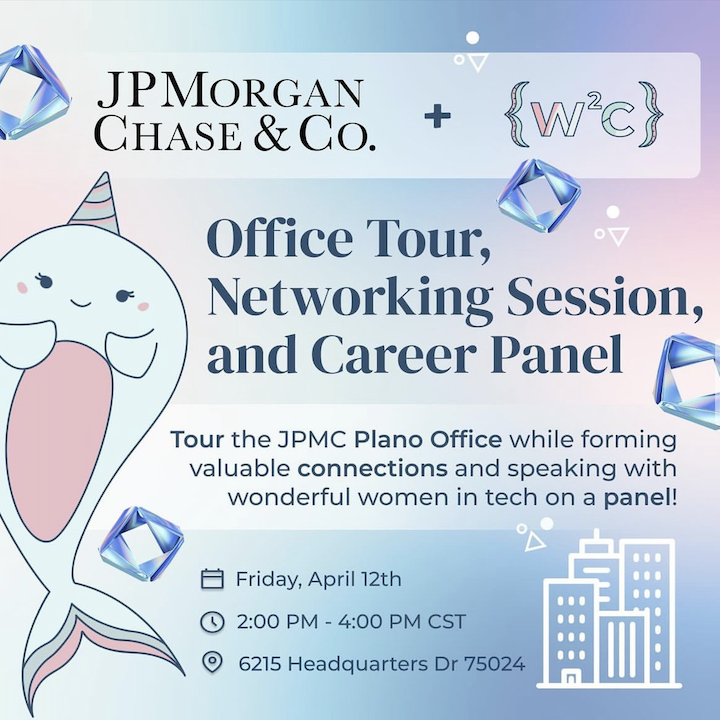 JPMORGAN
CHASE & CO.
+
{W²C}
Office Tour,
Networking Session,
and Career Panel
Tour the JPMC Plano Office while forming
valuable connections and speaking with
wonderful women in tech on a panel!
Friday, April 12th
2:00 PM - 4:00 PM CST
6215 Headquarters Dr 75024